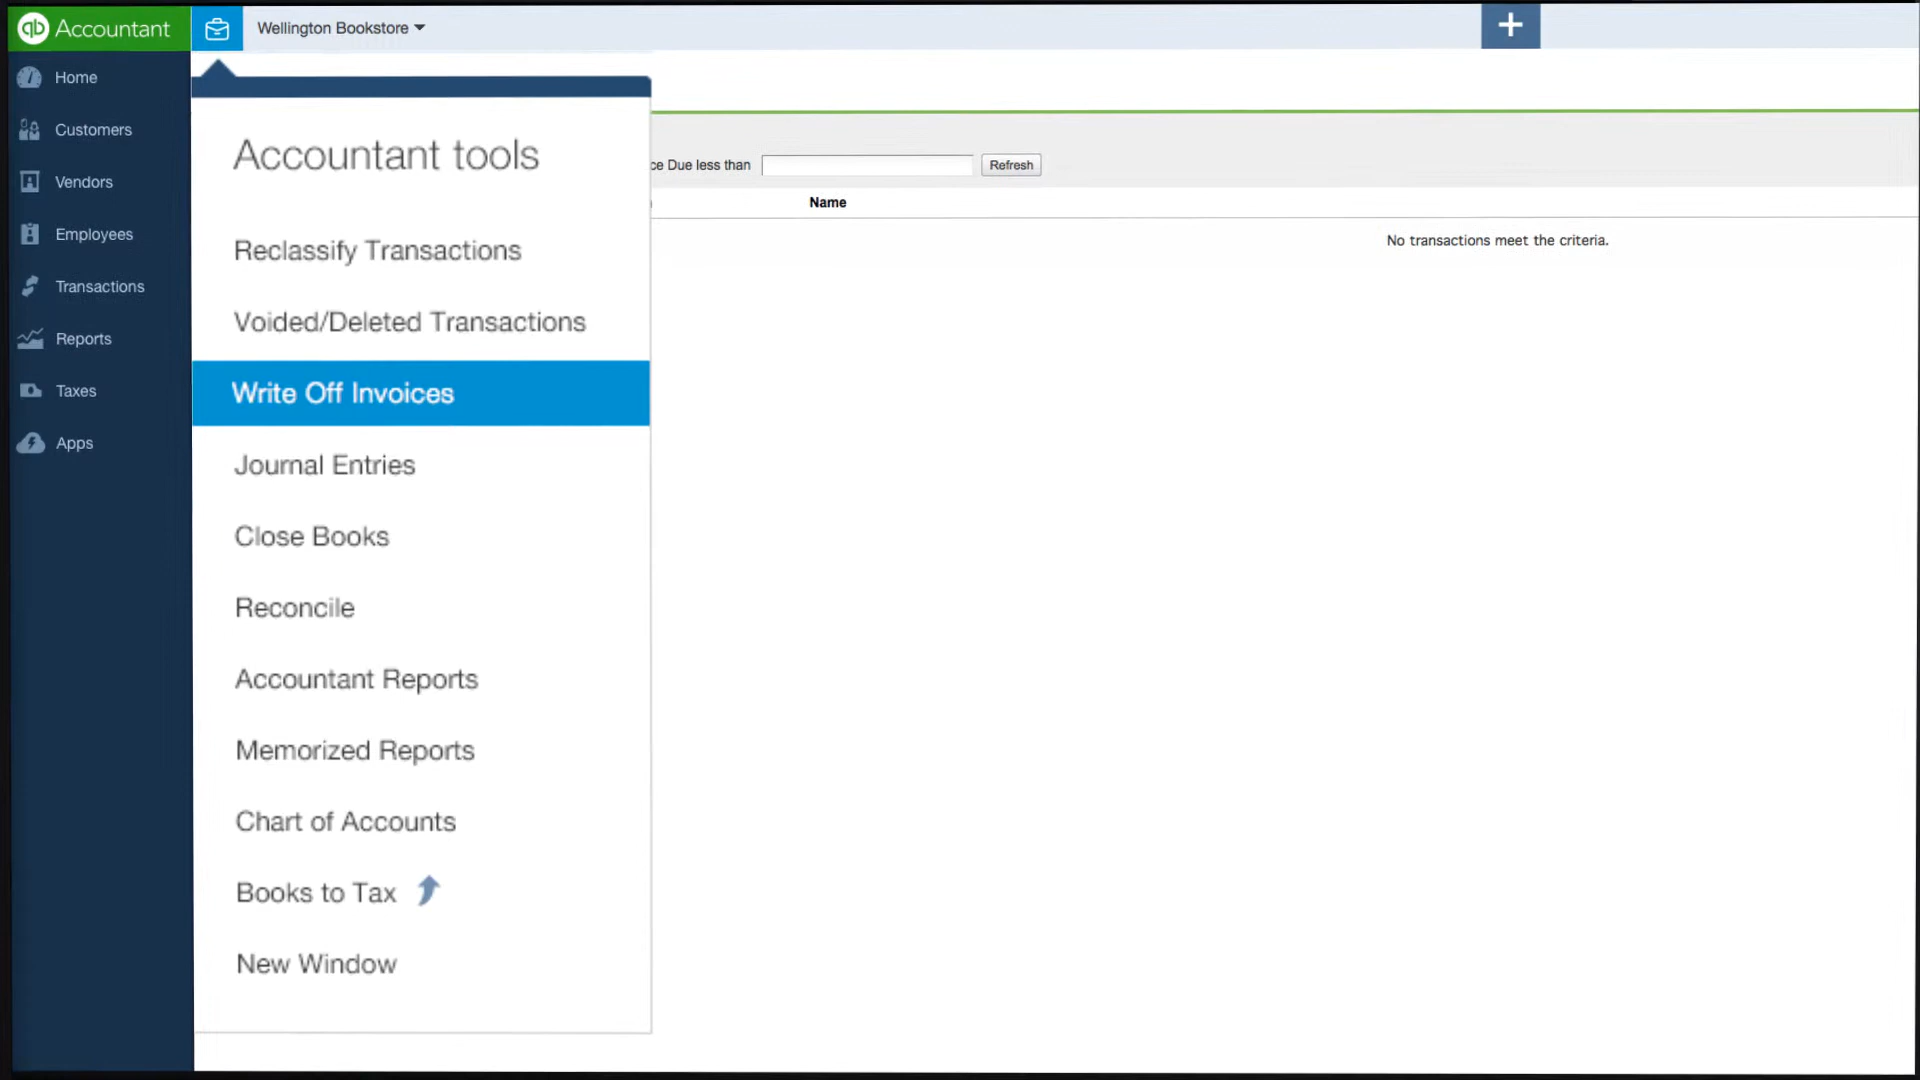 qb Accountant
Wellington Bookstore
Home
Customers
Vendors
Employees
Transactions
Reports
Taxes
Apps
Accountant tools
Reclassify Transactions
Voided/Deleted Transactions
Write Off Invoices
Journal Entries
Close Books
Reconcile
Accountant Reports
Memorized Reports
Chart of Accounts
Books to Tax
New Window
ce Due less than
Refresh
Name
No transactions meet the criteria.